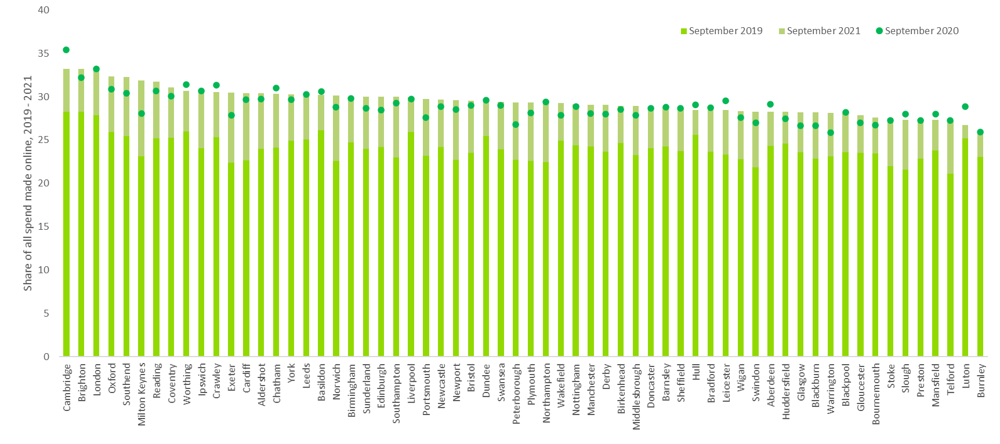 40
35
30
25
20
15
10
5
0
Share of all spend made online, 2019 - 2021
September 2019
September 2021
September 2020
Cambridge
Brighton
London
Oxford
Southend
Milton Keynes
Reading
Coventry
Worthing
Ipswich
Crawley
Exeter
Cardiff
Aldershot
Chatham
York
Leeds
Basildon
Norwich
Birmingham
Sunderland
Edinburgh
Southampton
Liverpool
Portsmouth
Newcastle
Newport
Bristol
Dundee
Swansea
Peterborough
Plymouth
Northampton
Wakefield
Nottingham
Manchester
Derby
Birkenhead
Middlesbrough
Doncaster
Barnsley
Sheffield
Hull
Bradford
Leicester
Wigan
Swindon
Aberdeen
Huddersfield
Glasgow
Blackburn
Warrington
Blackpool
Gloucester
Bournemouth
Stoke
Slough
Preston
Mansfield
Telford
Luton
Burnley